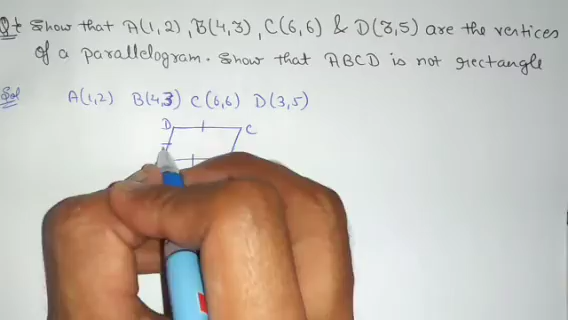 Q1 Show that A(1,2), B(4,3), C(6,6) & D(3,5) are the vertices
of a parallelogram. Show that ABCD is not rectangle
Sol A(1,2) B(4,3) C(6,6) D(3,5)
D C